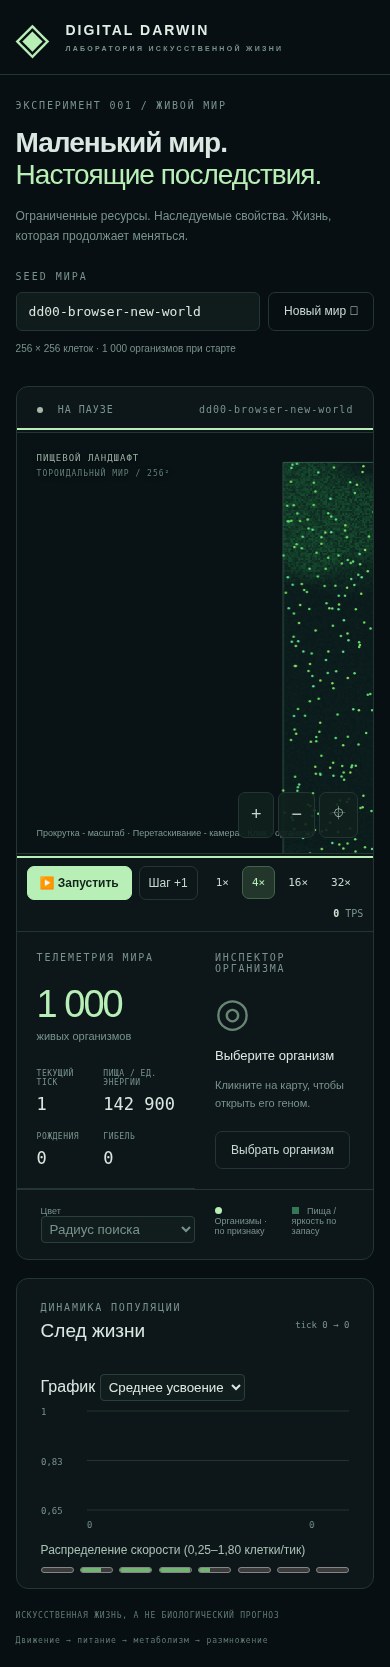 DIGITAL DARWIN
ЛАБОРАТОРИЯ ИСКУССТВЕННОЙ ЖИЗНИ
ЭКСПЕРИМЕНТ 001 / ЖИВОЙ МИР
Маленький мир.
Настоящие последствия.
Ограниченные ресурсы. Наследуемые свойства. Жизнь,
которая продолжает меняться.
SEED МИРА
dd00-browser-new-world
Новый мир
256 × 256 клеток · 1 000 организмов при старте
НА ПАУЗЕ
dd00-browser-new-world
ПИЩЕВОЙ ЛАНДШАФТ
ТОРОИДАЛЬНЫЙ МИР / 256²
Прокрутка - масштаб · Перетаскивание - камера
+
−
▶️ Запустить
Шаг +1
1×
4×
16×
32×
0 TPS
ТЕЛЕМЕТРИЯ МИРА
1 000
живых организмов
ТЕКУЩИЙ
ТІСК
1
ПИЩА / ЕД.
ЭНЕРГИИ
142 900
РОЖДЕНИЯ
0
ГИБЕЛЬ
0
ИНСПЕКТОР
ОРГАНИЗМА
Выберите организм
Кликните на карту, чтобы
открыть его геном.
Выбрать организм
Цвет
Радиус поиска
Организмы ·
по признаку
Пища /
яркость по
запасу
ДИНАМИКА ПОПУЛЯЦИИ
След жизни
tick 0 → 0
График
Среднее усвоение
1
0,83
0,65
0
0
Распределение скорости (0,25–1,80 клетки/тик)
ИСКУССТВЕННАЯ ЖИЗНЬ, А НЕ БИОЛОГИЧЕСКИЙ ПРОГНОЗ
Движение → питание → метаболизм → размножение